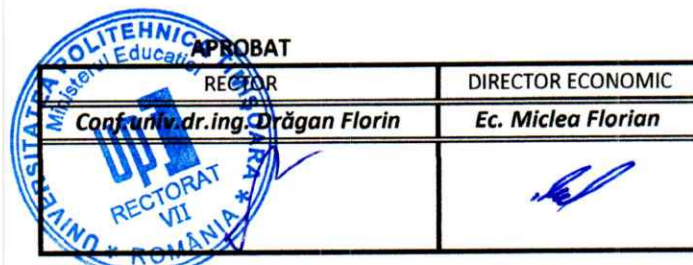 APROBAT
RECTOR DIRECTOR ECONOMIC
Conf.univ.dr.ing. Drăgan Florin Ec. Miclea Florian
UNIVERSITATEA POLITEHNICA TIMIȘOARA * ROMÂNIA *
Ministerul Educației
upt
RECTORAT
VII